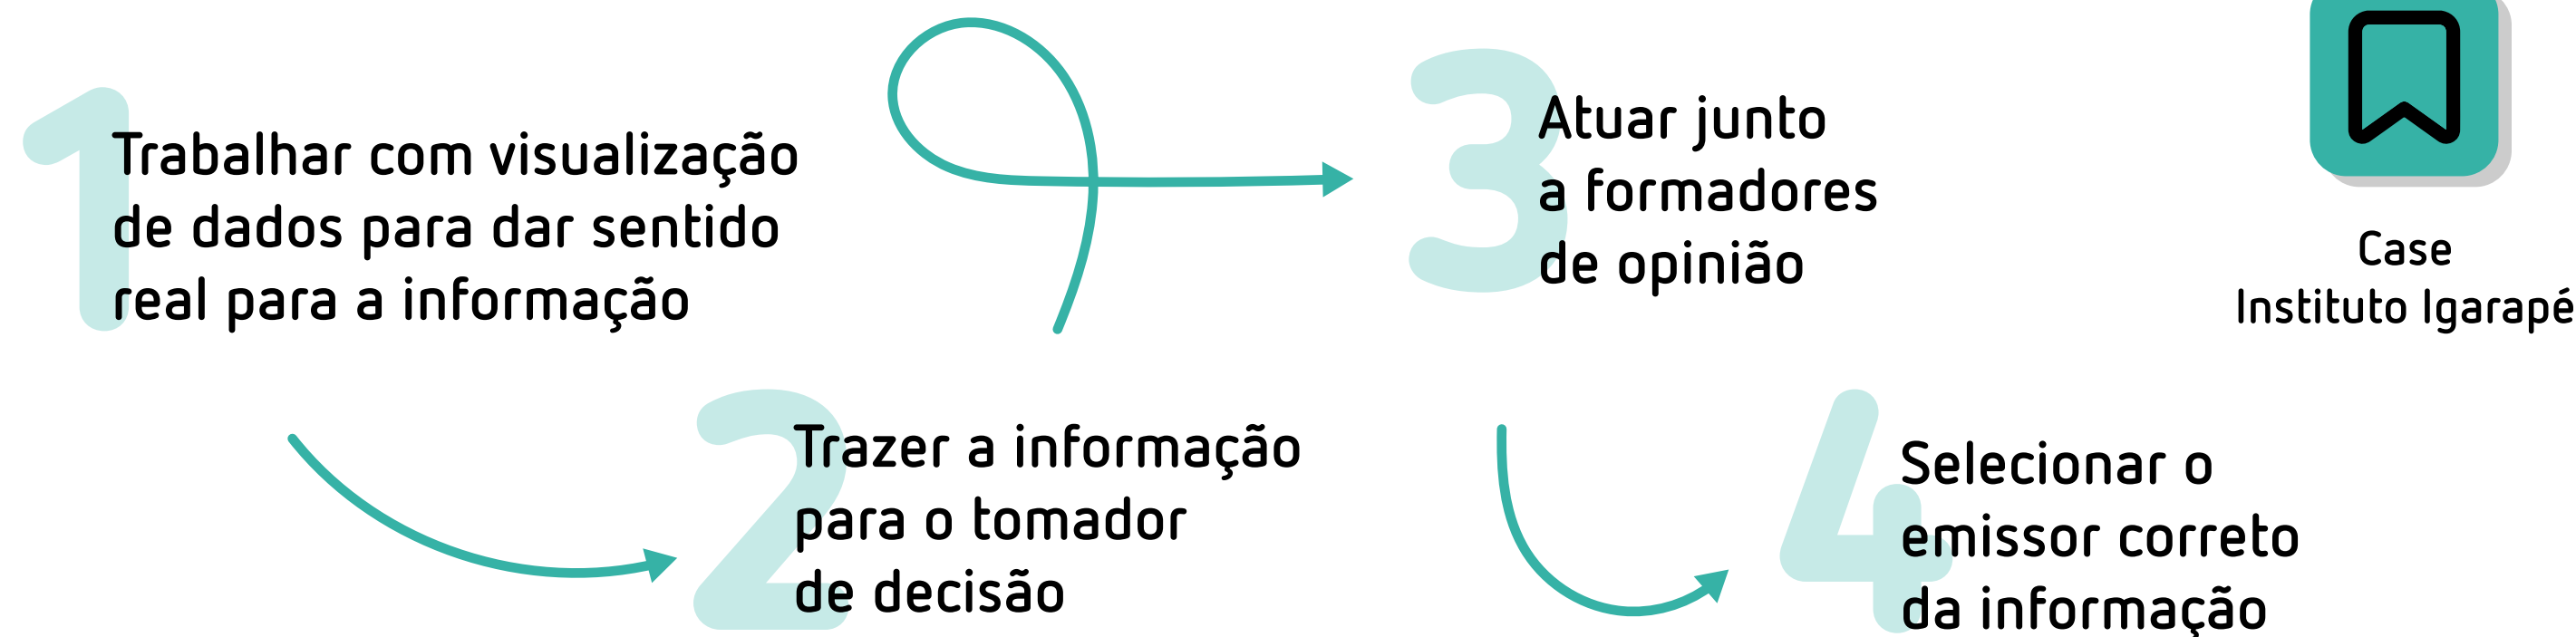 1
Trabalhar com visualização
de dados para dar sentido
real para a informação
2
Trazer a informação
para o tomador
de decisão
3
Atuar junto
a formadores
de opinião
4
Selecionar o
emissor correto
da informação
Case
Instituto Igarapé